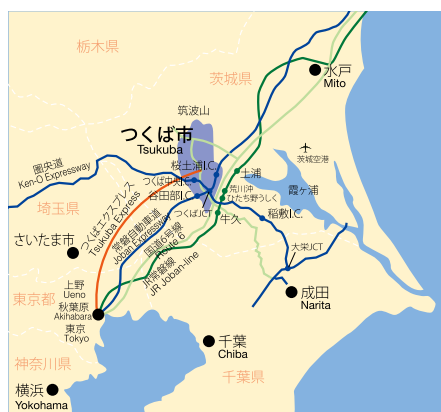 栃木県
茨城県
水戸
Mito
筑波山
つくば市
Tsukuba
茨城空港
圏央道
Ken-O Expressway
桜土浦I.C.
つくば中央I.C.
谷田部I.C.
つくばJCT
土浦
荒川沖
ひたち野うしく
牛久
霞ヶ浦
稲敷I.C.
埼玉県
さいたま市
つくばエクスプレス
Tsukuba Express
常磐自動車道
Joban Expressway
国道6号線
Route 6
JR常磐線
JR Joban-line
大栄JCT
成田
Narita
東京都
上野
Ueno
秋葉原
Akihabara
東京
Tokyo
千葉
Chiba
神奈川県
千葉県
横浜
Yokohama